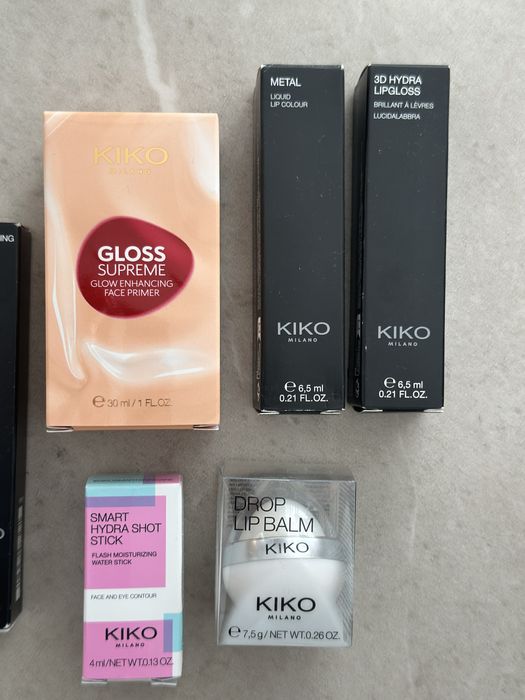 KIKO
MILANO
GLOSS
SUPREME
GLOW ENHANCING
FACE PRIMER
℮ 30 ml / 1 FL.OZ.
METAL
LIQUID
LIP COLOUR
KIKO
MILANO
℮ 6,5 ml
0.21 FL.OZ.
3D HYDRA
LIPGLOSS
BRILLANT À LÈVRES
LUCIDALABBRA
KIKO
MILANO
℮ 6,5 ml
0.21 FL.OZ.
SMART
HYDRA SHOT
STICK
FLASH MOISTURIZING
WATER STICK
FACE AND EYE CONTOUR
KIKO
MILANO
4 ml/NET WT.0.13 OZ.
DROP
LIP BALM
KIKO
KIKO
MILANO
℮ 7,5 g / NET WT. 0.26 OZ.